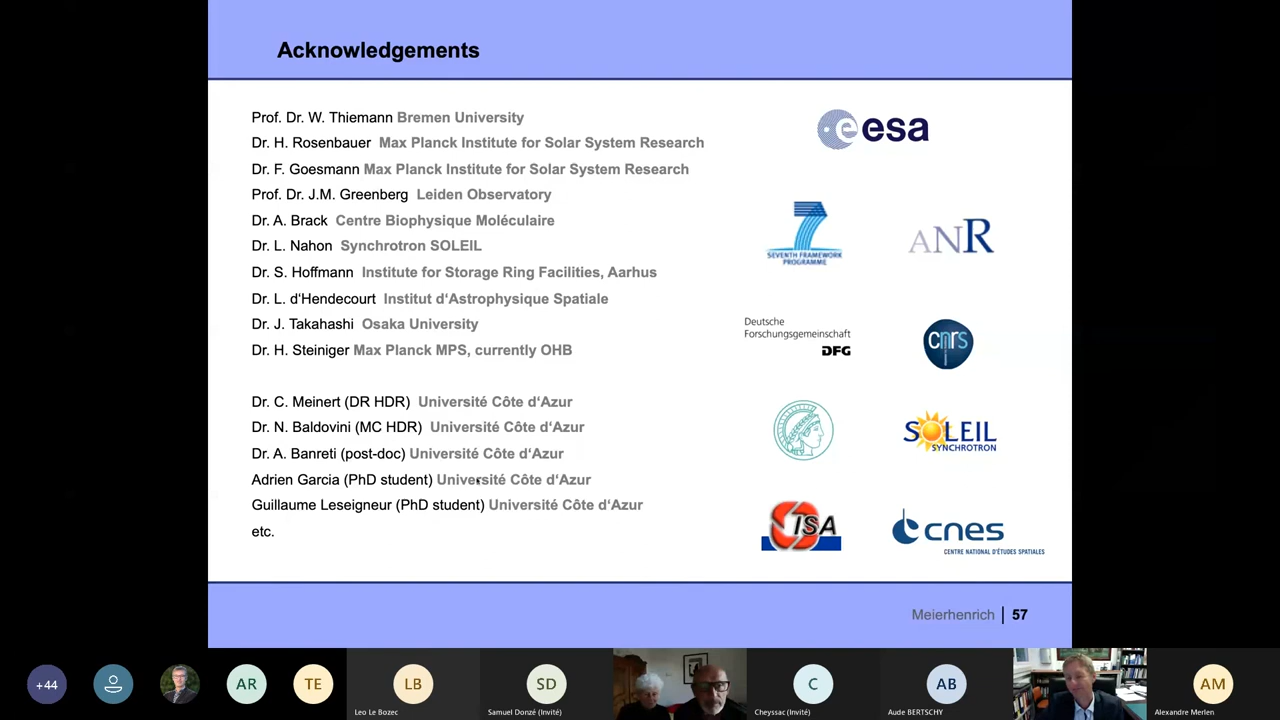 Acknowledgements
Prof. Dr. W. Thiemann Bremen University
Dr. H. Rosenbauer Max Planck Institute for Solar System Research
Dr. F. Goesmann Max Planck Institute for Solar System Research
Prof. Dr. J.M. Greenberg Leiden Observatory
Dr. A. Brack Centre Biophysique Moléculaire
Dr. L. Nahon Synchrotron SOLEIL
Dr. S. Hoffmann Institute for Storage Ring Facilities, Aarhus
Dr. L. d‘Hendecourt Institut d‘Astrophysique Spatiale
Dr. J. Takahashi Osaka University
Dr. H. Steiniger Max Planck MPS, currently OHB
Dr. C. Meinert (DR HDR) Université Côte d‘Azur
Dr. N. Baldovini (MC HDR) Université Côte d‘Azur
Dr. A. Banreti (post-doc) Université Côte d‘Azur
Adrien Garcia (PhD student) Université Côte d‘Azur
Guillaume Leseigneur (PhD student) Université Côte d‘Azur
etc.
esa
7
SEVENTH FRAMEWORK
PROGRAMME
ANR
Deutsche
Forschungsgemeinschaft
DFG
cnrs
SOLEIL
SYNCHROTRON
ISA
cnes
CENTRE NATIONAL D'ÉTUDES SPATIALES
Meierhenrich | 57
+44
AR
TE
LB
SD
C
AB
AM
Leo Le Bozec
Samuel Donzé (Invité)
Cheyssac (Invité)
Aude BERTSCHY
Alexandre Merlen